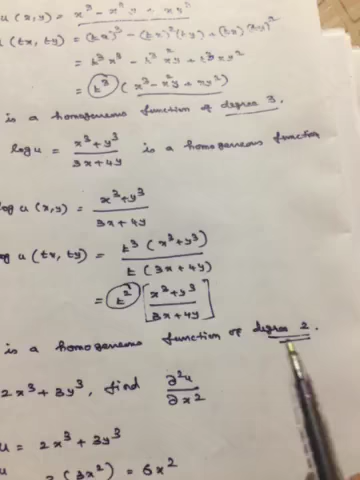 u(x,y) = x³ - x²y + xy²
u(tx, ty) = (tx)³ - (tx)²(ty) + (tx)(ty)²
= t³x³ - t³x²y + t³xy²
= t³ (x³ - x²y + xy²)
is a homogeneous function of degree 3.
log u = x³+y³ / 3x+4y is a homogeneous function
log u(x,y) = x³+y³ / 3x+4y
log u(tx, ty) = t³ (x³+y³) / t (3x+4y)
= t² [x³+y³ / 3x+4y]
is a homogeneous function of degree 2.
2x³+3y³, find ∂²u / ∂x2
u = 2x³+3y³
(3x²) = 6x²